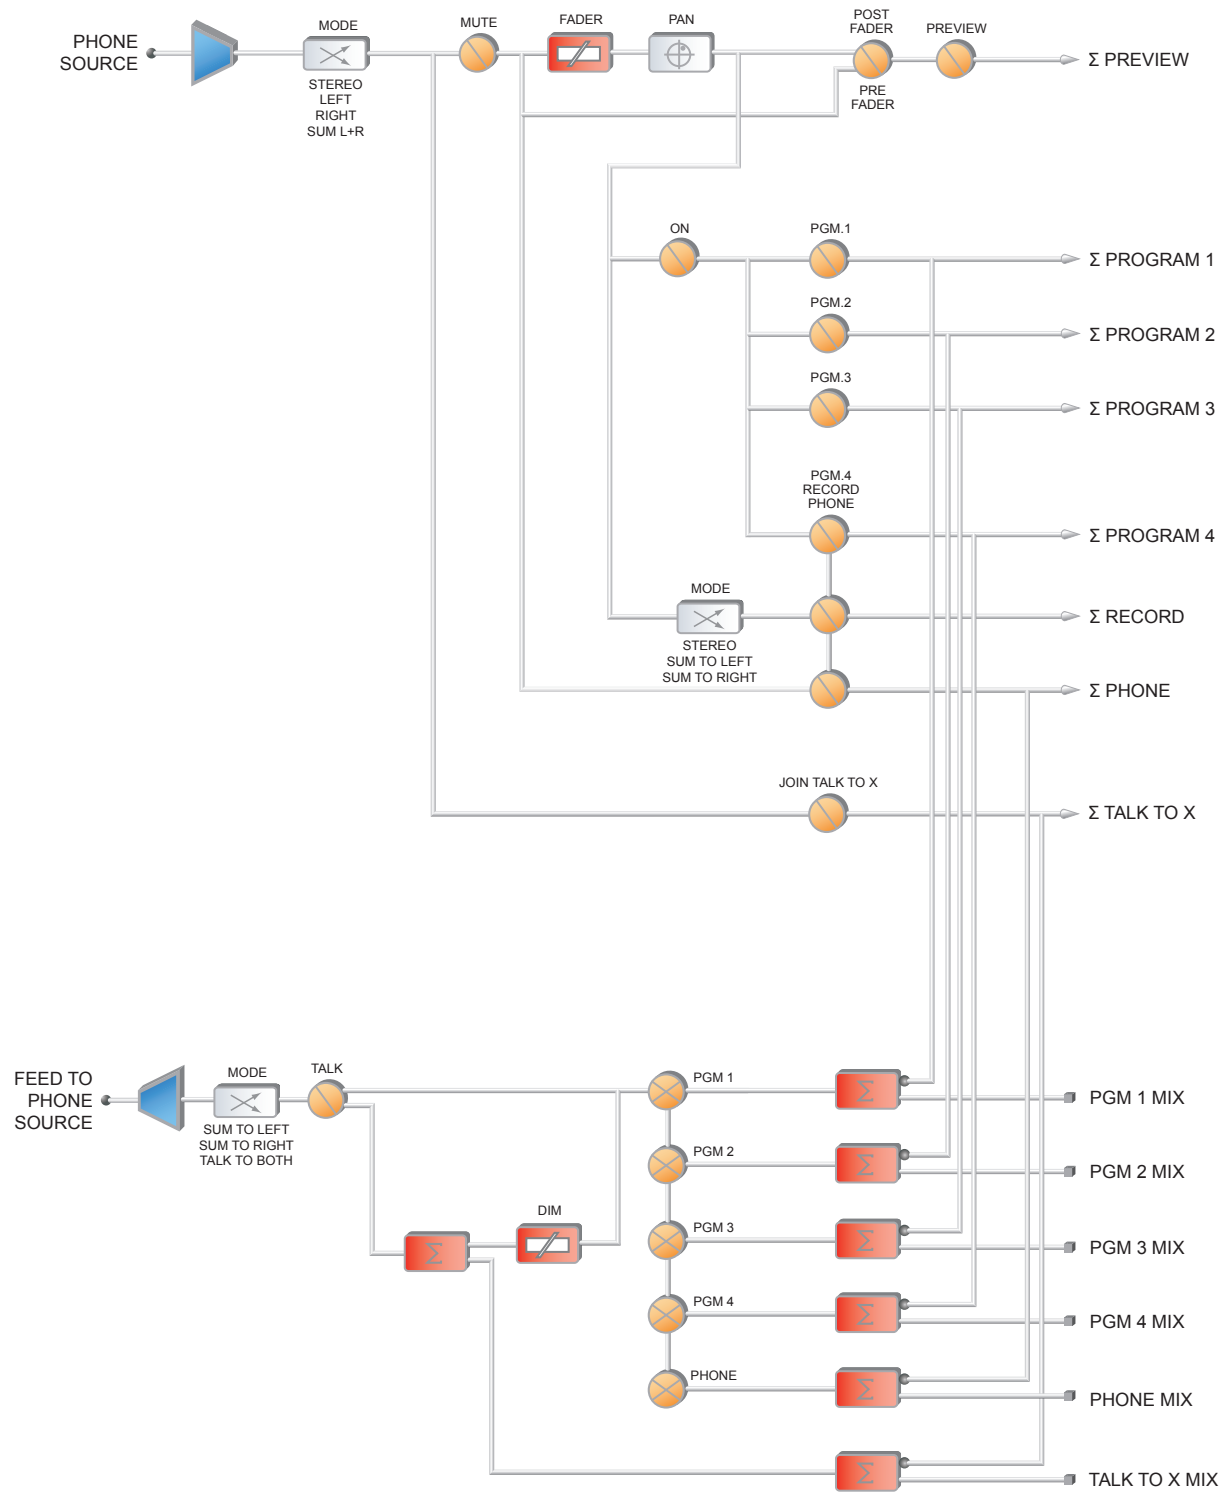 PHONE
SOURCE
MODE
STEREO
LEFT
RIGHT
SUM L+R
MUTE
FADER
PAN
POST
FADER
PRE
FADER
PREVIEW
Σ PREVIEW
ON
PGM.1
Σ PROGRAM 1
PGM.2
Σ PROGRAM 2
PGM.3
Σ PROGRAM 3
PGM.4
RECORD
PHONE
Σ PROGRAM 4
MODE
STEREO
SUM TO LEFT
SUM TO RIGHT
Σ RECORD
Σ PHONE
JOIN TALK TO X
Σ TALK TO X
FEED TO
PHONE
SOURCE
MODE
SUM TO LEFT
SUM TO RIGHT
TALK TO BOTH
TALK
PGM 1
Σ
PGM 1 MIX
PGM 2
Σ
PGM 2 MIX
DIM
Σ
PGM 3
Σ
PGM 3 MIX
PGM 4
Σ
PGM 4 MIX
PHONE
Σ
PHONE MIX
Σ
TALK TO X MIX